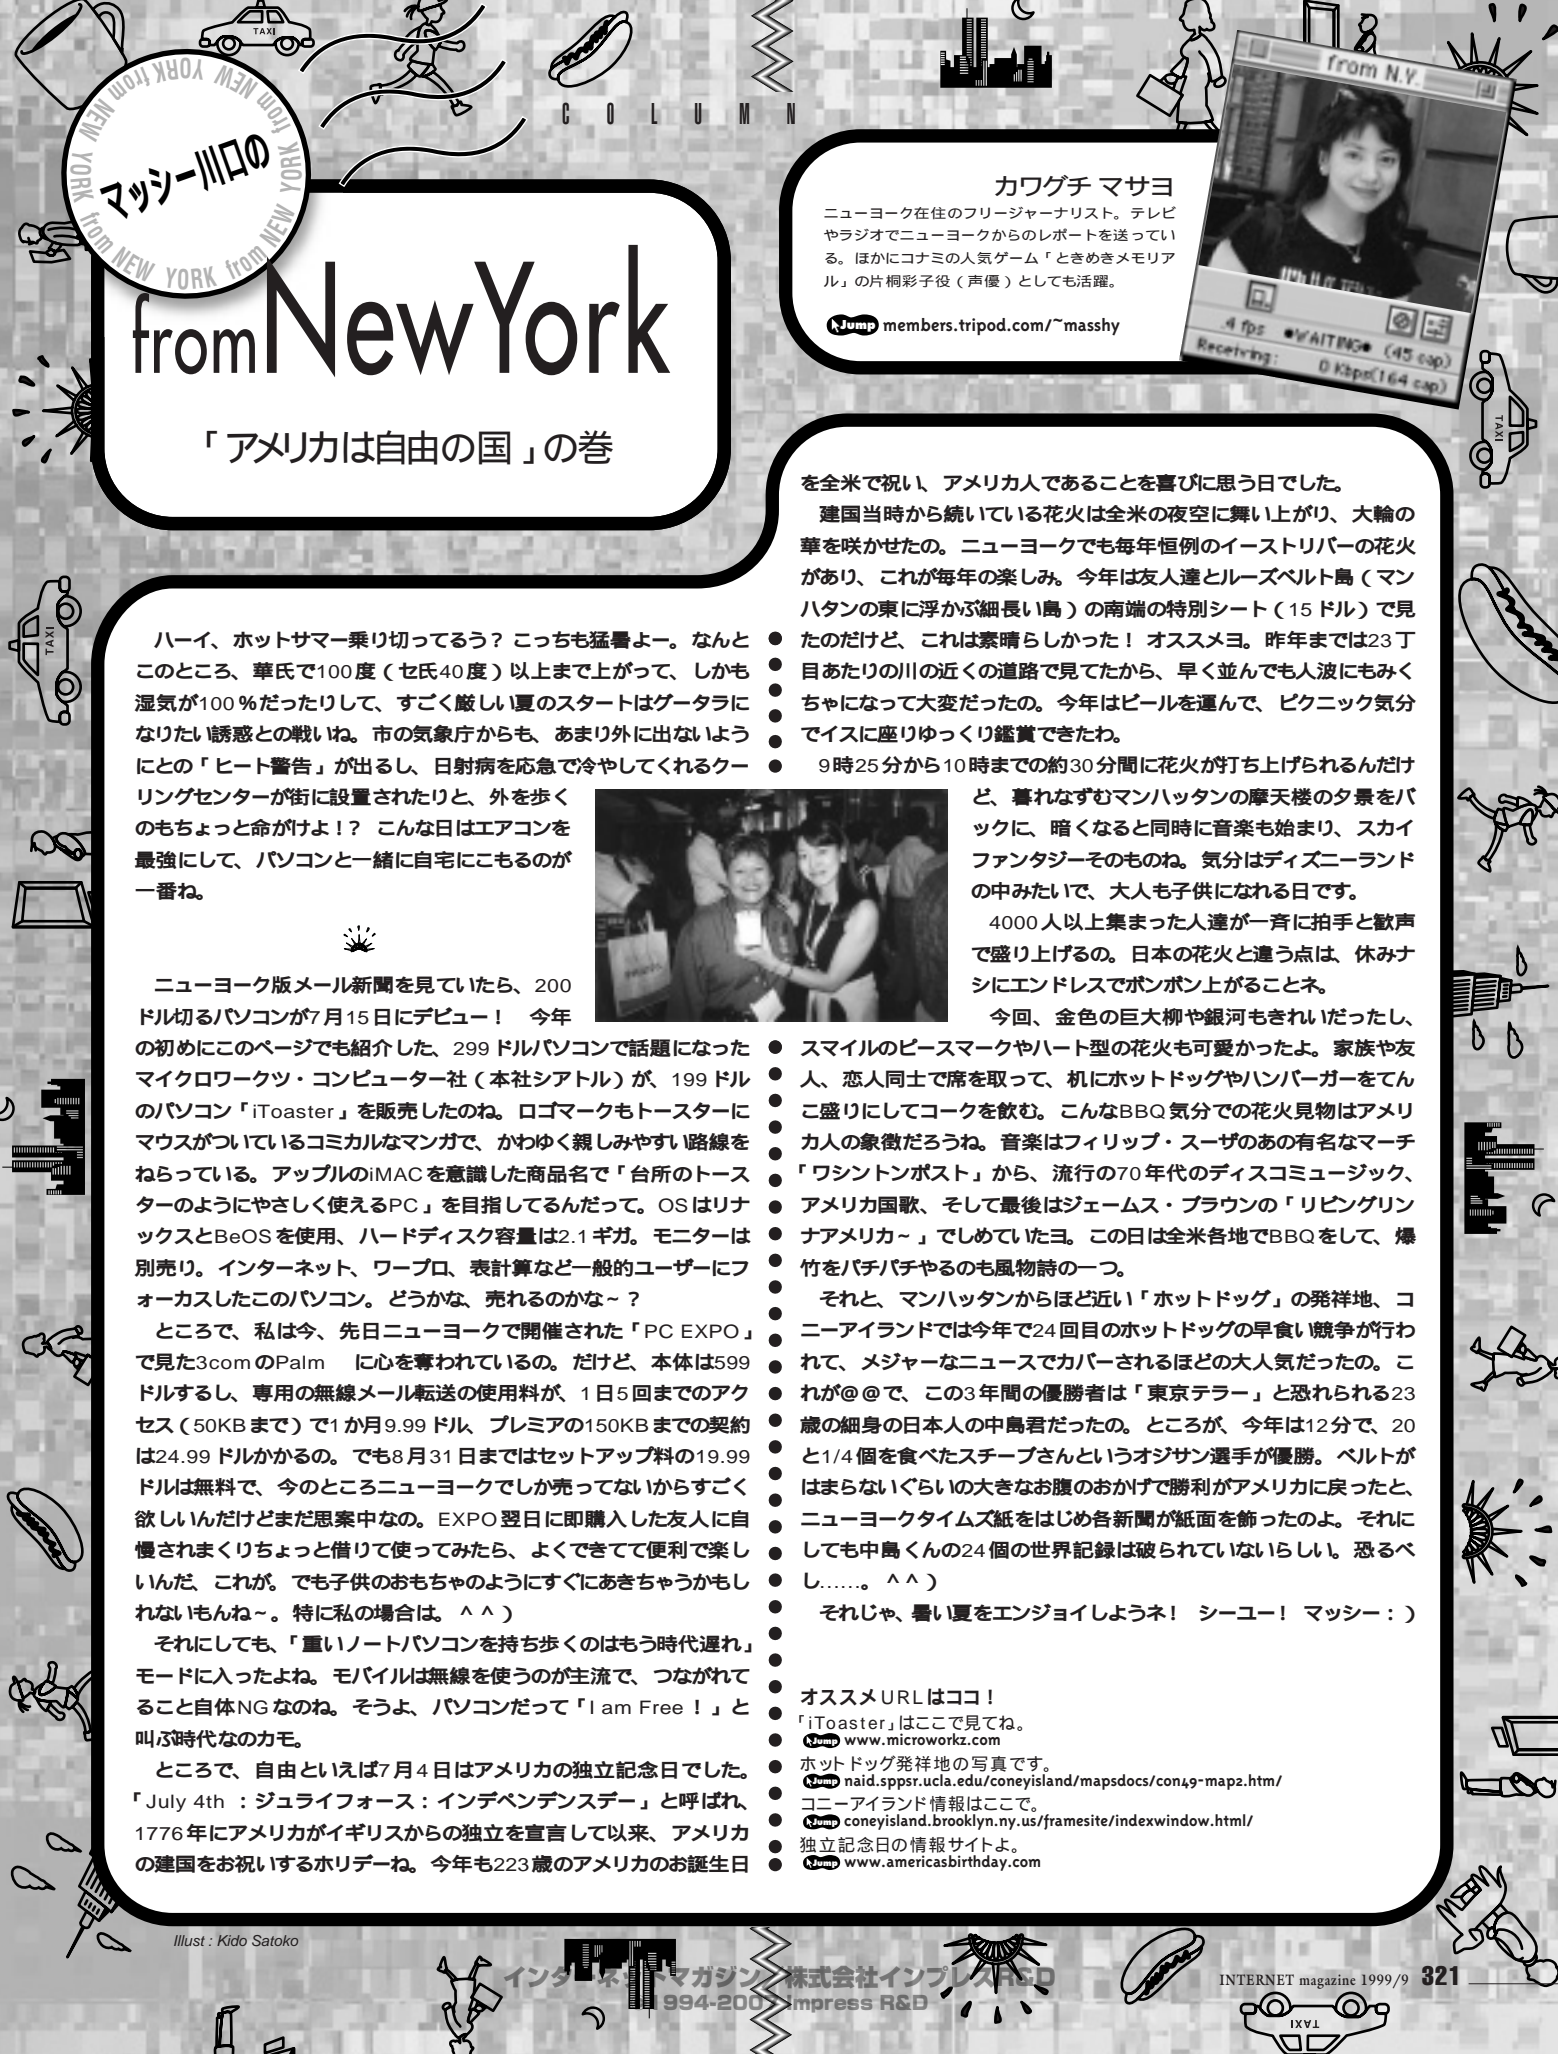 COLUMN
from NEW YORK from NEW YORK from NEW YORK from NEW YORK
マッシー川口の
from New York
「アメリカは自由の国」の巻
カワグチ マサヨ
ニューヨーク在住のフリージャーナリスト。テレビ
やラジオでニューヨークからのレポートを送ってい
る。ほかにコナミの人気ゲーム「ときめきメモリア
ル」の片桐彩子役(声優)としても活躍。
Jump members.tripod.com/~masshy
from N.Y.
.4 fps ●WAITING● (45 cap)
Receiving: 0 Kbps(164 cap)
ハーイ、ホットサマー乗り切ってるう? こっちも猛暑よー。なんと
このところ、華氏で100度(セ氏40度)以上まで上がって、しかも
湿気が100%だったりして、すごく厳しい夏のスタートはグータラに
なりたい誘惑との戦いね。市の気象庁からも、あまり外に出ないよう
にとの「ヒート警告」が出るし、日射病を応急で冷やしてくれるクー
リングセンターが街に設置されたりと、外を歩く
のもちょっと命がけよ!? こんな日はエアコンを
最強にして、パソコンと一緒に自宅にこもるのが
一番ね。
ニューヨーク版メール新聞を見ていたら、200
ドル切るパソコンが7月15日にデビュー! 今年
の初めにこのページでも紹介した、299ドルパソコンで話題になった
マイクロワークツ・コンピューター社(本社シアトル)が、199ドル
のパソコン「iToaster」を販売したのね。ロゴマークもトースターに
マウスがついているコミカルなマンガで、かわゆく親しみやすい路線を
ねらっている。アップルのiMACを意識した商品名で「台所のトース
ターのようにやさしく使えるPC」を目指してるんだって。OSはリナ
ックスとBeOSを使用、ハードディスク容量は2.1ギガ。モニターは
別売り。インターネット、ワープロ、表計算など一般的ユーザーにフ
ォーカスしたこのパソコン。どうかな、売れるのかな~?
ところで、私は今、先日ニューヨークで開催された「PC EXPO」
で見た3comのPalm に心を奪われているの。だけど、本体は599
ドルするし、専用の無線メール転送の使用料が、1日5回までのアク
セス(50KBまで)で1か月9.99ドル、プレミアの150KBまでの契約
は24.99ドルかかるの。でも8月31日まではセットアップ料の19.99
ドルは無料で、今のところニューヨークでしか売ってないからすごく
欲しいんだけどまだ思案中なの。EXPO翌日に即購入した友人に自
慢されまくりちょっと借りて使ってみたら、よくできてて便利で楽し
いんだ、これが。でも子供のおもちゃのようにすぐにあきちゃうかもし
れないもんね~。特に私の場合は。^^)
それにしても、「重いノートパソコンを持ち歩くのはもう時代遅れ」
モードに入ったよね。モバイルは無線を使うのが主流で、つながれて
ること自体NGなのね。そうよ、パソコンだって「I am Free!」と
叫ぶ時代なのカモ。
ところで、自由といえば7月4日はアメリカの独立記念日でした。
「July 4th :ジュライフォース:インデペンデンスデー」と呼ばれ、
1776年にアメリカがイギリスからの独立を宣言して以来、アメリカ
の建国をお祝いするホリデーね。今年も223歳のアメリカのお誕生日
を全米で祝い、アメリカ人であることを喜びに思う日でした。
建国当時から続いている花火は全米の夜空に舞い上がり、大輪の
華を咲かせたの。ニューヨークでも毎年恒例のイーストリバーの花火
があり、これが毎年の楽しみ。今年は友人達とルーズベルト島(マン
ハタンの東に浮かぶ細長い島)の南端の特別シート(15ドル)で見
たのだけど、これは素晴らしかった! オススメヨ。昨年までは23丁
目あたりの川の近くの道路で見てたから、早く並んでも人波にもみく
ちゃになって大変だったの。今年はビールを運んで、ピクニック気分
でイスに座りゆっくり鑑賞できたわ。
9時25分から10時までの約30分間に花火が打ち上げられるんだけ
ど、暮れなずむマンハッタンの摩天楼の夕景をバ
ックに、暗くなると同時に音楽も始まり、スカイ
ファンタジーそのものね。気分はディズニーランド
の中みたいで、大人も子供になれる日です。
4000人以上集まった人達が一斉に拍手と歓声
で盛り上げるの。日本の花火と違う点は、休みナ
シにエンドレスでボンボン上がることネ。
今回、金色の巨大柳や銀河もきれいだったし、
スマイルのピースマークやハート型の花火も可愛かったよ。家族や友
人、恋人同士で席を取って、机にホットドッグやハンバーガーをてん
こ盛りにしてコークを飲む。こんなBBQ気分での花火見物はアメリ
カ人の象徴だろうね。音楽はフィリップ・スーザのあの有名なマーチ
「ワシントンポスト」から、流行の70年代のディスコミュージック、
アメリカ国歌、そして最後はジェームス・ブラウンの「リビングリン
ナアメリカ~」でしめていたヨ。この日は全米各地でBBQをして、爆
竹をパチパチやるのも風物詩の一つ。
それと、マンハッタンからほど近い「ホットドッグ」の発祥地、コ
ニーアイランドでは今年で24回目のホットドッグの早食い競争が行わ
れて、メジャーなニュースでカバーされるほどの大人気だったの。こ
れが@@で、この3年間の優勝者は「東京テラー」と恐れられる23
歳の細身の日本人の中島君だったの。ところが、今年は12分で、20
と1/4個を食べたスチーブさんというオジサン選手が優勝。ベルトが
はまらないぐらいの大きなお腹のおかげで勝利がアメリカに戻ったと、
ニューヨークタイムズ紙をはじめ各新聞が紙面を飾ったのよ。それに
しても中島くんの24個の世界記録は破られていないらしい。恐るべ
し……。^^)
それじゃ、暑い夏をエンジョイしようネ! シーユー! マッシー:)
オススメURLはココ!
「iToaster」はここで見てね。
Jump www.microworkz.com
ホットドッグ発祥地の写真です。
Jump naid.sppsr.ucla.edu/coneyisland/mapsdocs/con49-map2.htm/
コニーアイランド情報はここで。
Jump coneyisland.brooklyn.ny.us/framesite/indexwindow.html/
独立記念日の情報サイトよ。
Jump www.americasbirthday.com
Illust : Kido Satoko
TAXI
TAXI
TAXI
TAXI
INTERNET magazine 1999/9 321